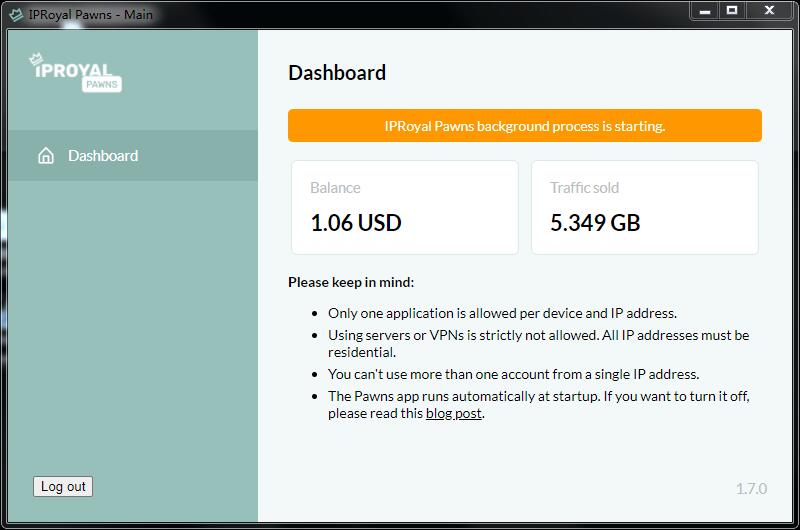 IPRoyal Pawns - Main
IPROYAL
PAWNS
Dashboard
Dashboard
IPRoyal Pawns background process is starting.
Balance
1.06 USD
Traffic sold
5.349 GB
Please keep in mind:
Only one application is allowed per device and IP address.
Using servers or VPNs is strictly not allowed. All IP addresses must be
residential.
You can't use more than one account from a single IP address.
The Pawns app runs automatically at startup. If you want to turn it off,
please read this blog post.
Log out
1.7.0